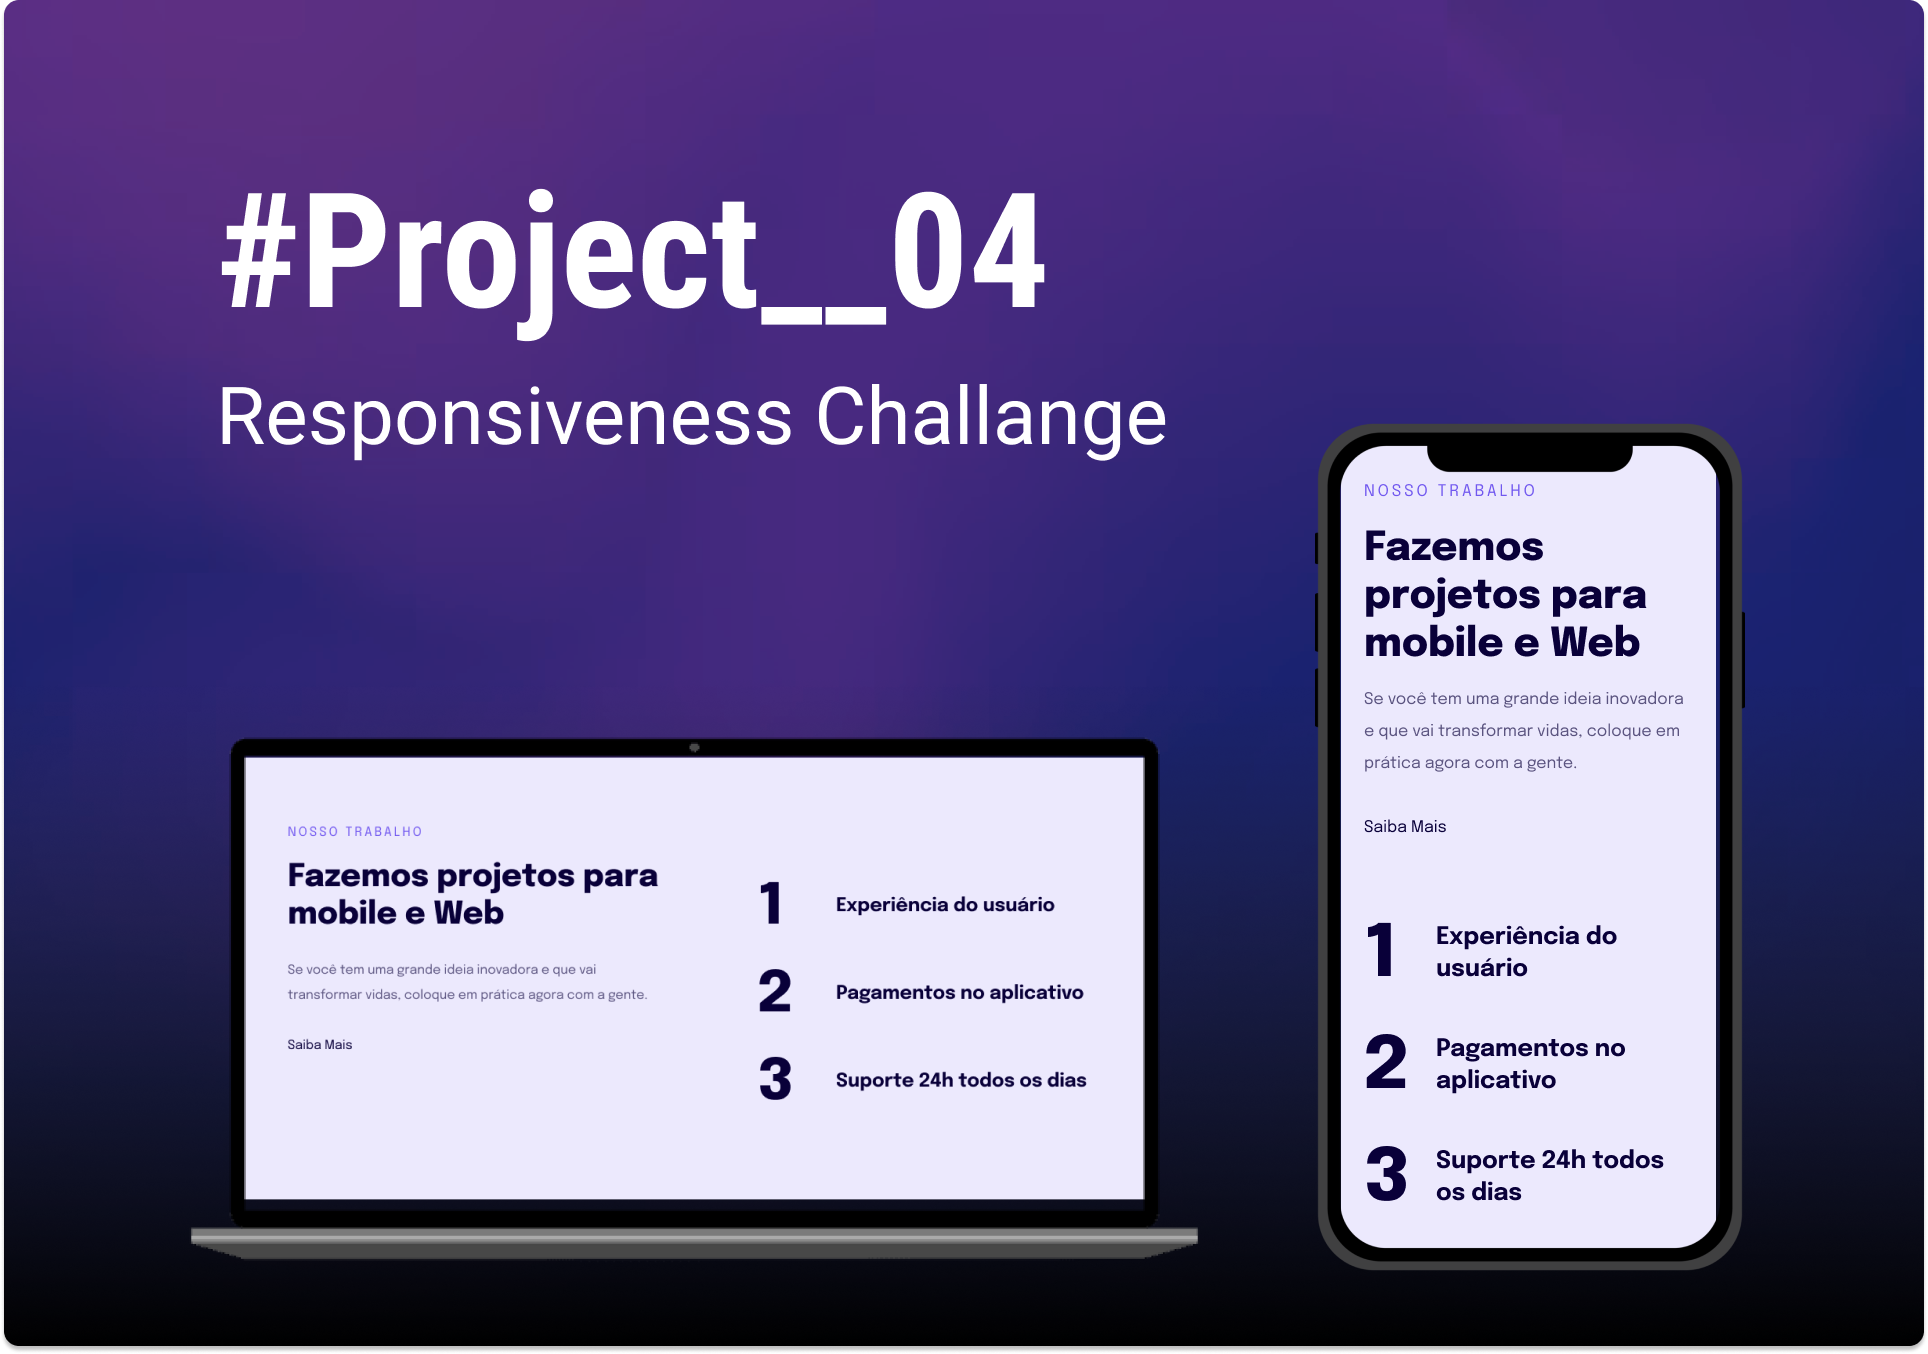 #Project__04
Responsiveness Challange
NOSSO TRABALHO
Fazemos projetos para
mobile e Web
Se você tem uma grande ideia inovadora e que vai
transformar vidas, coloque em prática agora com a gente.
Saiba Mais
1 Experiência do usuário
2 Pagamentos no aplicativo
3 Suporte 24h todos os dias
NOSSO TRABALHO
Fazemos
projetos para
mobile e Web
Se você tem uma grande ideia inovadora
e que vai transformar vidas, coloque em
prática agora com a gente.
Saiba Mais
1 Experiência do
usuário
2 Pagamentos no
aplicativo
3 Suporte 24h todos
os dias